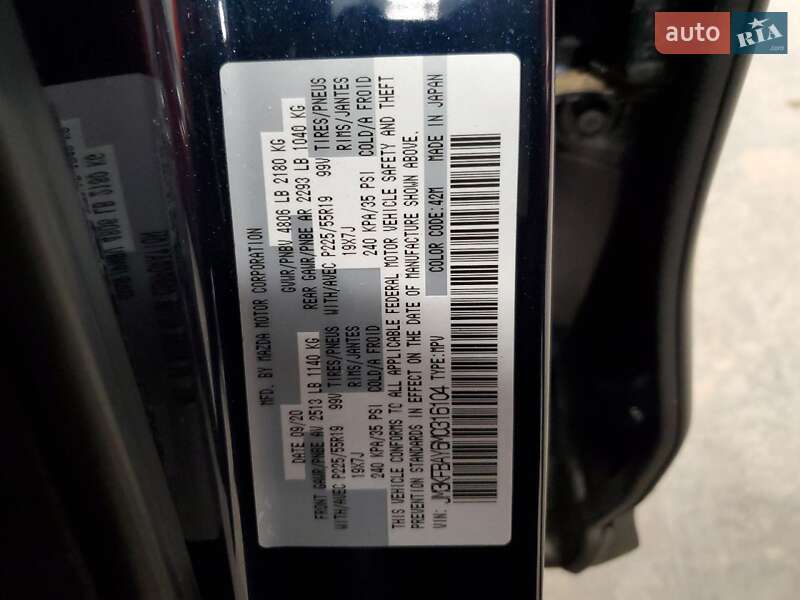 MFD. BY MAZDA MOTOR CORPORATION
DATE 09/20 GVWR/PNBV 4806 LB 2180 KG
FRONT GAWR/PNBE AV 2513 LB 1140 KG REAR GAWR/PNBE AR 2293 LB 1040 KG
WITH/AVEC P225/55R19 99V TIRES/PNEUS WITH/AVEC P225/55R19 99V TIRES/PNEUS
19X7J RIMS/JANTES 19X7J RIMS/JANTES
240 KPA/35 PSI COLD/A FROID 240 KPA/35 PSI COLD/A FROID
THIS VEHICLE CONFORMS TO ALL APPLICABLE FEDERAL MOTOR VEHICLE SAFETY AND THEFT
PREVENTION STANDARDS IN EFFECT ON THE DATE OF MANUFACTURE SHOWN ABOVE.
COLOR CODE:42M MADE IN JAPAN
VIN: JM3KFBAY6M0316104 TYPE:MPV
auto RIA .com